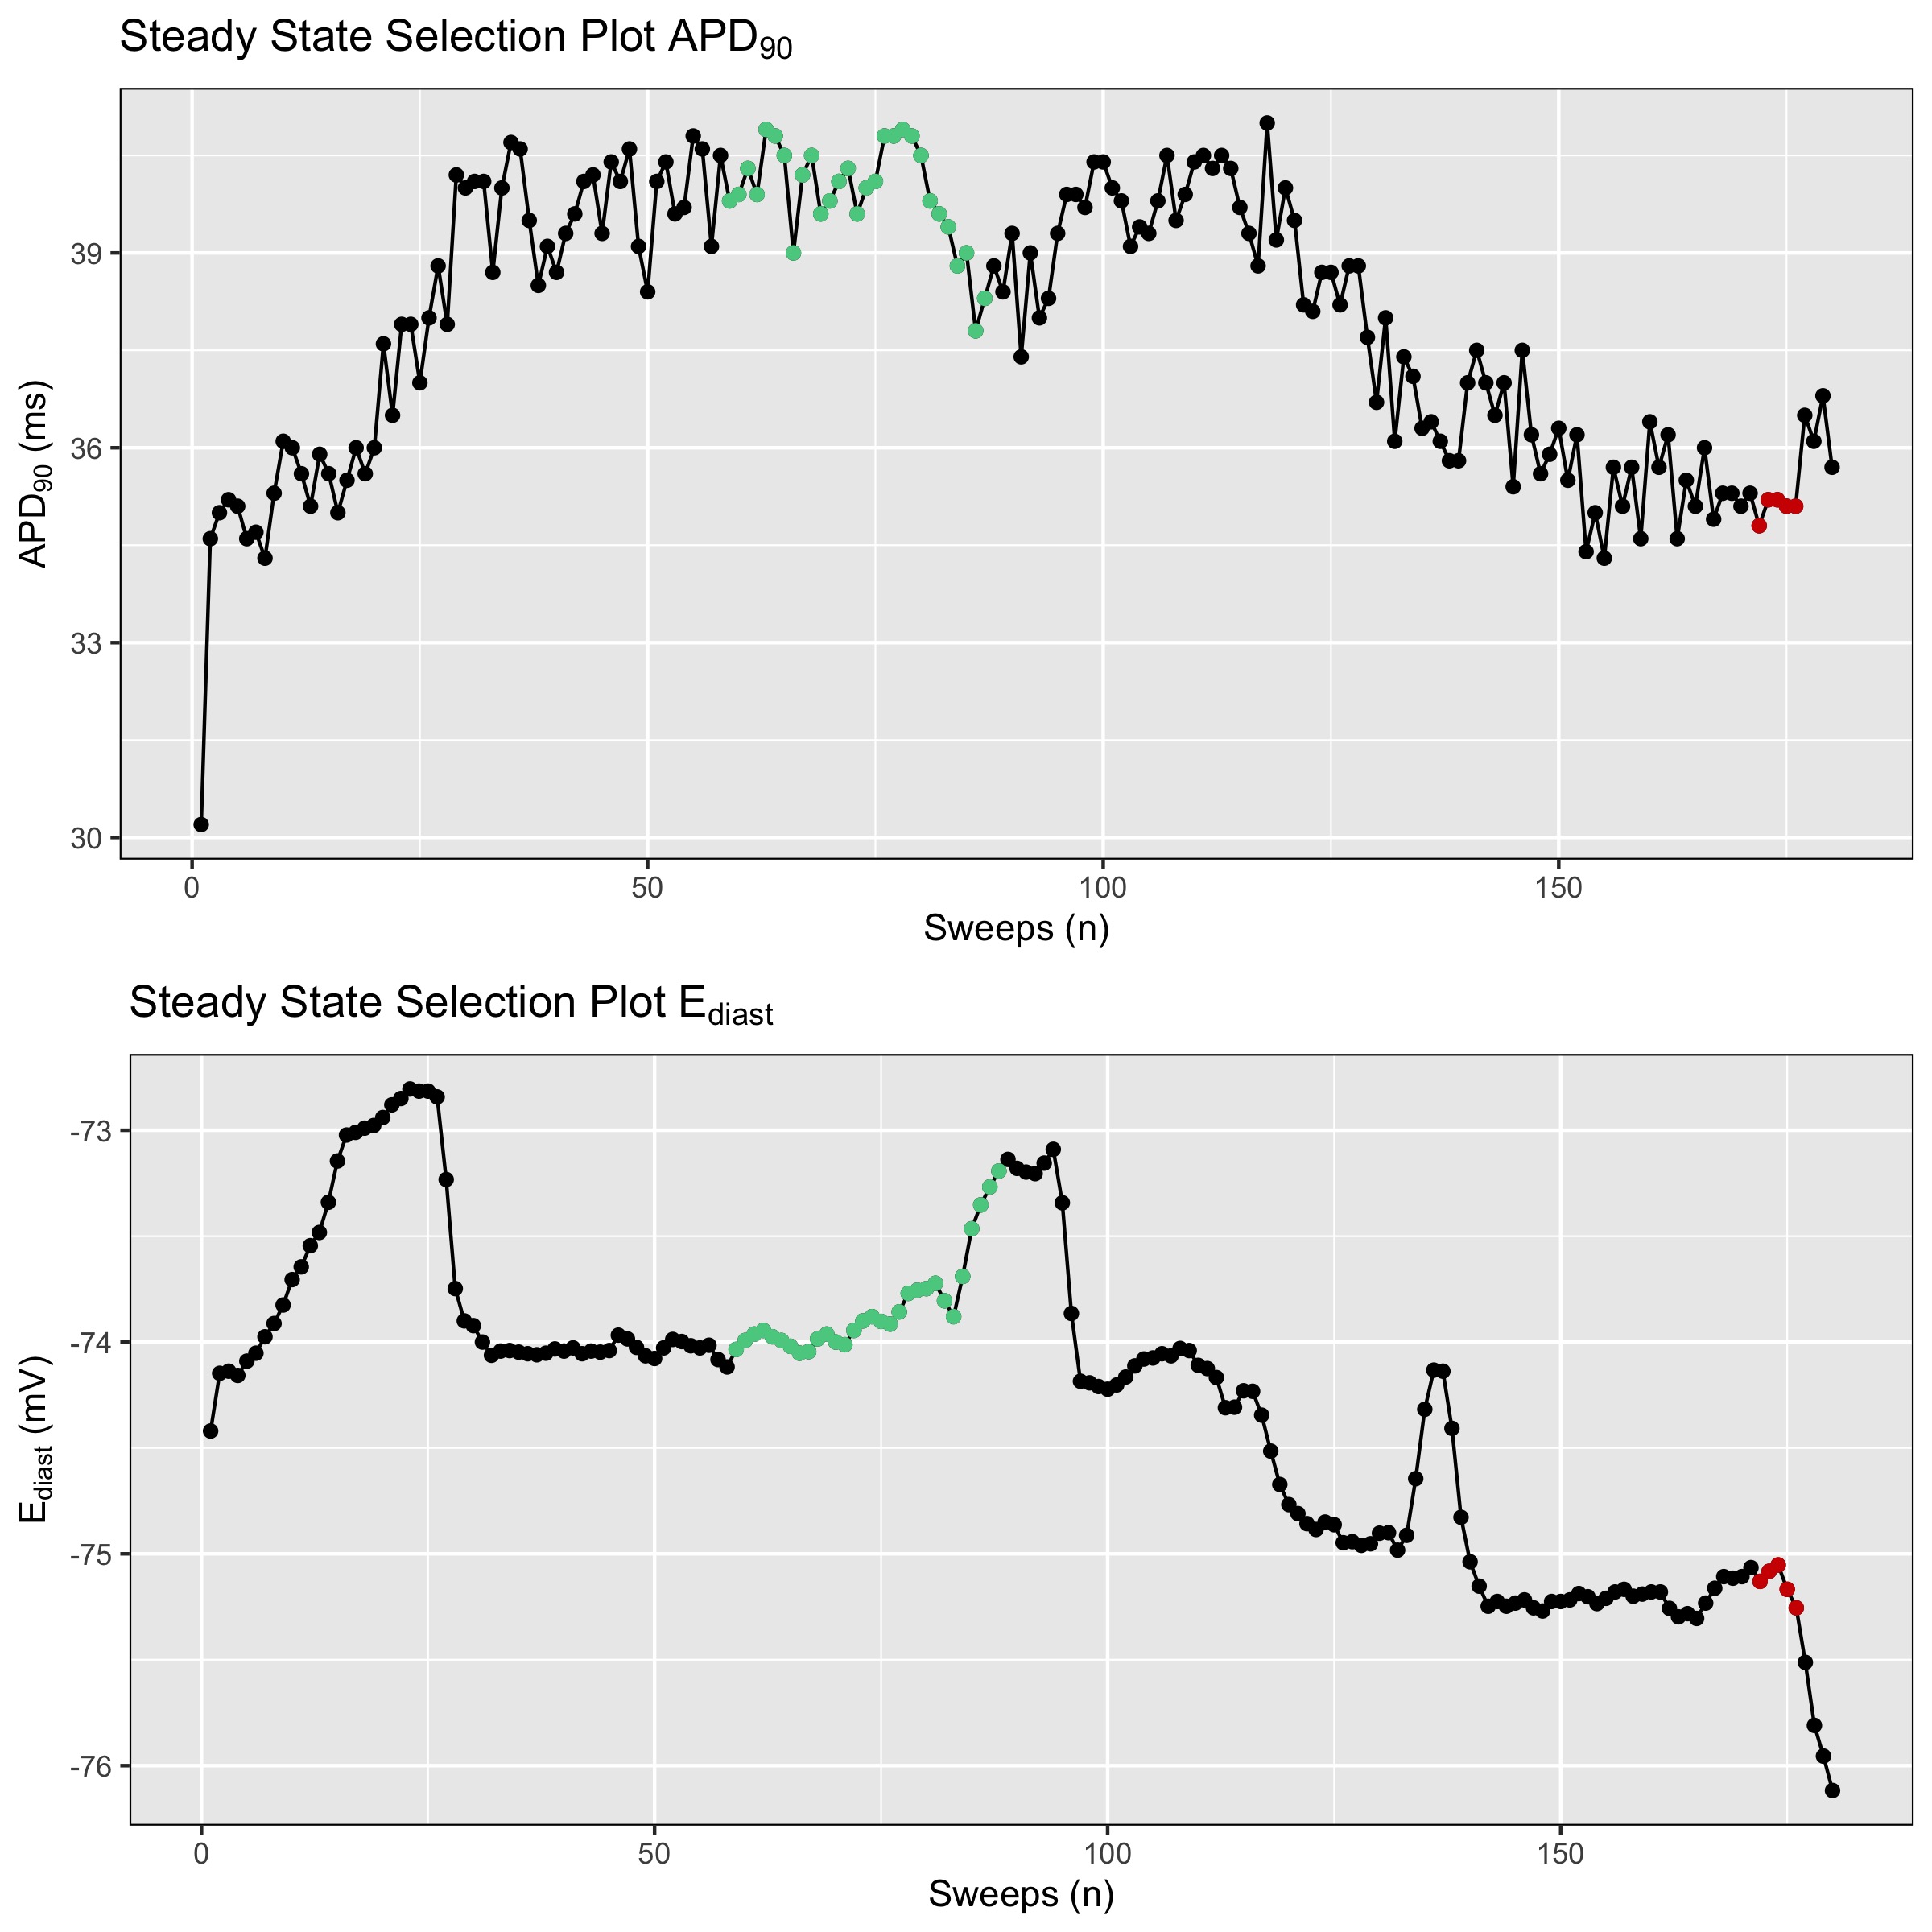 Steady State Selection Plot APD90
39
36
33
30
APD90 (ms)
0 50 100 150
Sweeps (n)
Steady State Selection Plot Ediast
-73
-74
-75
-76
Ediast (mV)
0 50 100 150
Sweeps (n)